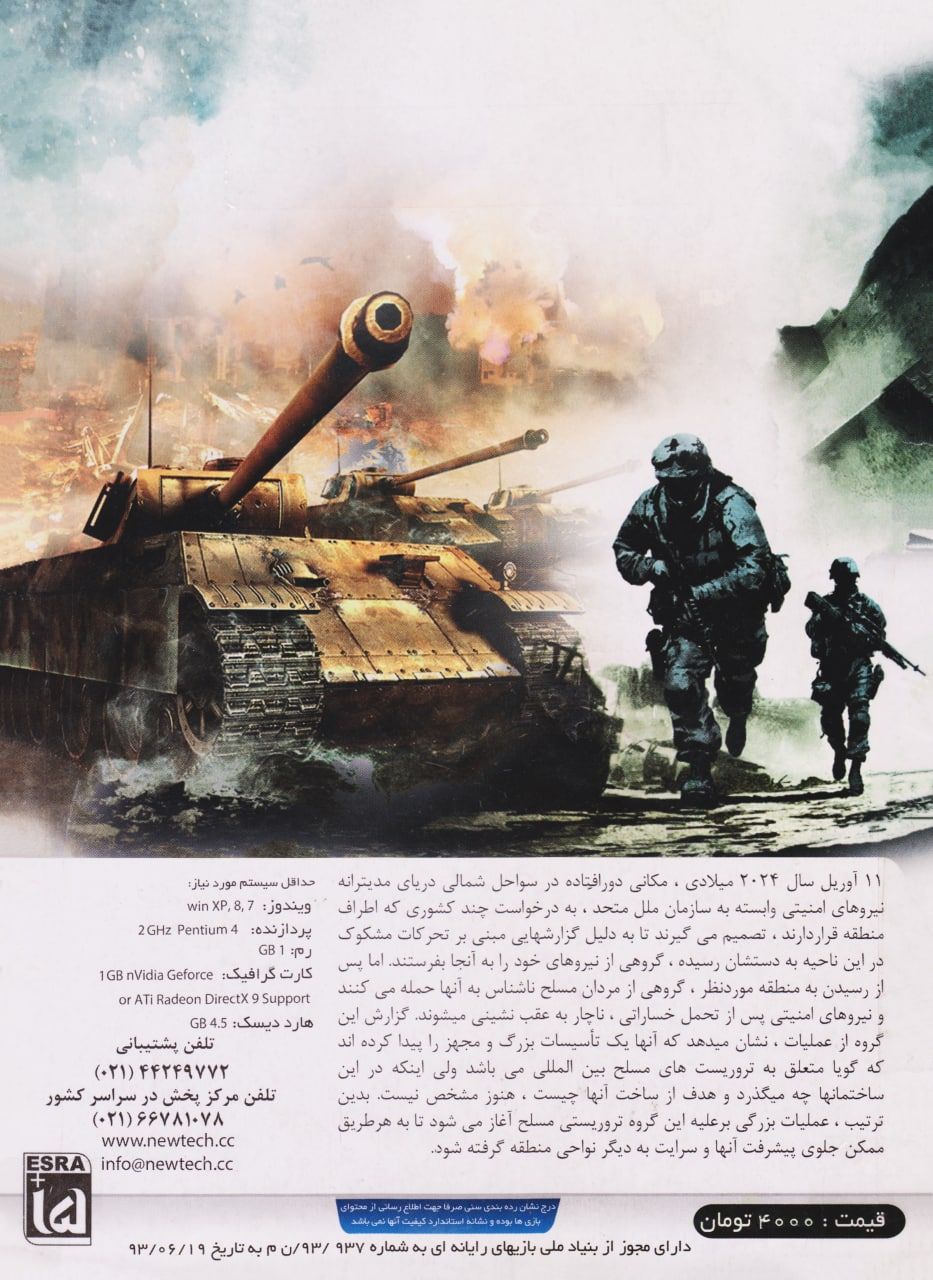 ۱۱ آوریل سال ۲۰۲۴ میلادی ، مکانی دورافتاده در سواحل شمالی دریای مدیترانه
نیروهای امنیتی وابسته به سازمان ملل متحد ، به درخواست چند کشوری که اطراف
منطقه قراردارند ، تصمیم می گیرند تا به دلیل گزارشهایی مبنی بر تحرکات مشکوک
در این ناحیه به دستشان رسیده ، گروهی از نیروهای خود را به آنجا بفرستند. اما پس
از رسیدن به منطقه موردنظر ، گروهی از مردان مسلح ناشناس به آنها حمله می کنند
و نیروهای امنیتی پس از تحمل خساراتی ، ناچار به عقب نشینی میشوند. گزارش این
گروه از عملیات ، نشان میدهد که آنها یک تأسیسات بزرگ و مجهز را پیدا کرده اند
که گویا متعلق به تروریست های مسلح بین المللی می باشد ولی اینکه در این
ساختمانها چه میگذرد و هدف از ساخت آنها چیست ، هنوز مشخص نیست. بدین
ترتیب ، عملیات بزرگی برعلیه این گروه تروریستی مسلح آغاز می شود تا به هرطریق
ممکن جلوی پیشرفت آنها و سرایت به دیگر نواحی منطقه گرفته شود.
حداقل سیستم مورد نیاز:
ویندوز: win XP, 8, 7
پردازنده: 2 GHz Pentium 4
رم: 1 GB
کارت گرافیک: 1GB nVidia Geforce
or ATi Radeon DirectX 9 Support
هارد دیسک: 4.5 GB
تلفن پشتیبانی
(۰۲۱) ۴۴۲۴۹۷۷۲
تلفن مرکز پخش در سراسر کشور
(۰۲۱) ۶۶۷۸۱۰۷۸
www.newtech.cc
info@newtech.cc
ESRA
+۱۵
درج نشان رده بندی سنی صرفا جهت اطلاع رسانی از محتوای
بازی ها بوده و نشانه استاندارد کیفیت آنها نمی باشد
قیمت : ۴۰۰۰ تومان
دارای مجوز از بنیاد ملی بازیهای رایانه ای به شماره ۹۳۷ /۹۳/ن م به تاریخ ۹۳/۰۶/۱۹